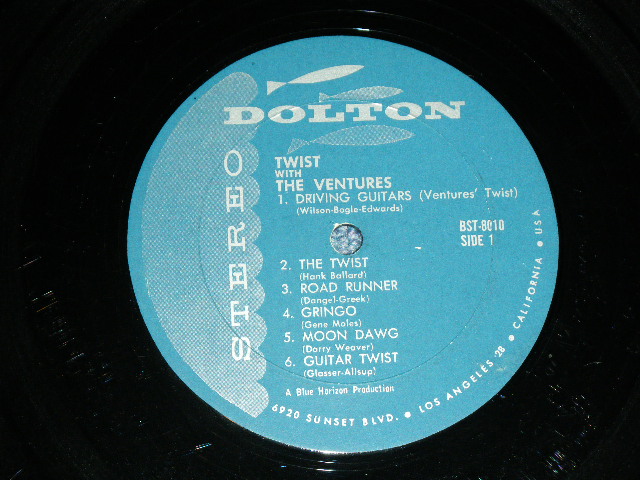 DOLTON
STEREO
TWIST
WITH
THE VENTURES
1. DRIVING GUITARS (Ventures' Twist)
(Wilson-Bogle-Edwards)
BST-8010
SIDE 1
2. THE TWIST
(Hank Ballard)
3. ROAD RUNNER
(Dangel-Greek)
4. GRINGO
(Gene Moles)
5. MOON DAWG
(Derry Weaver)
6. GUITAR TWIST
(Glasser-Allsup)
A Blue Horizon Production
6920 SUNSET BLVD. ● LOS ANGELES 28 ● CALIFORNIA ● USA